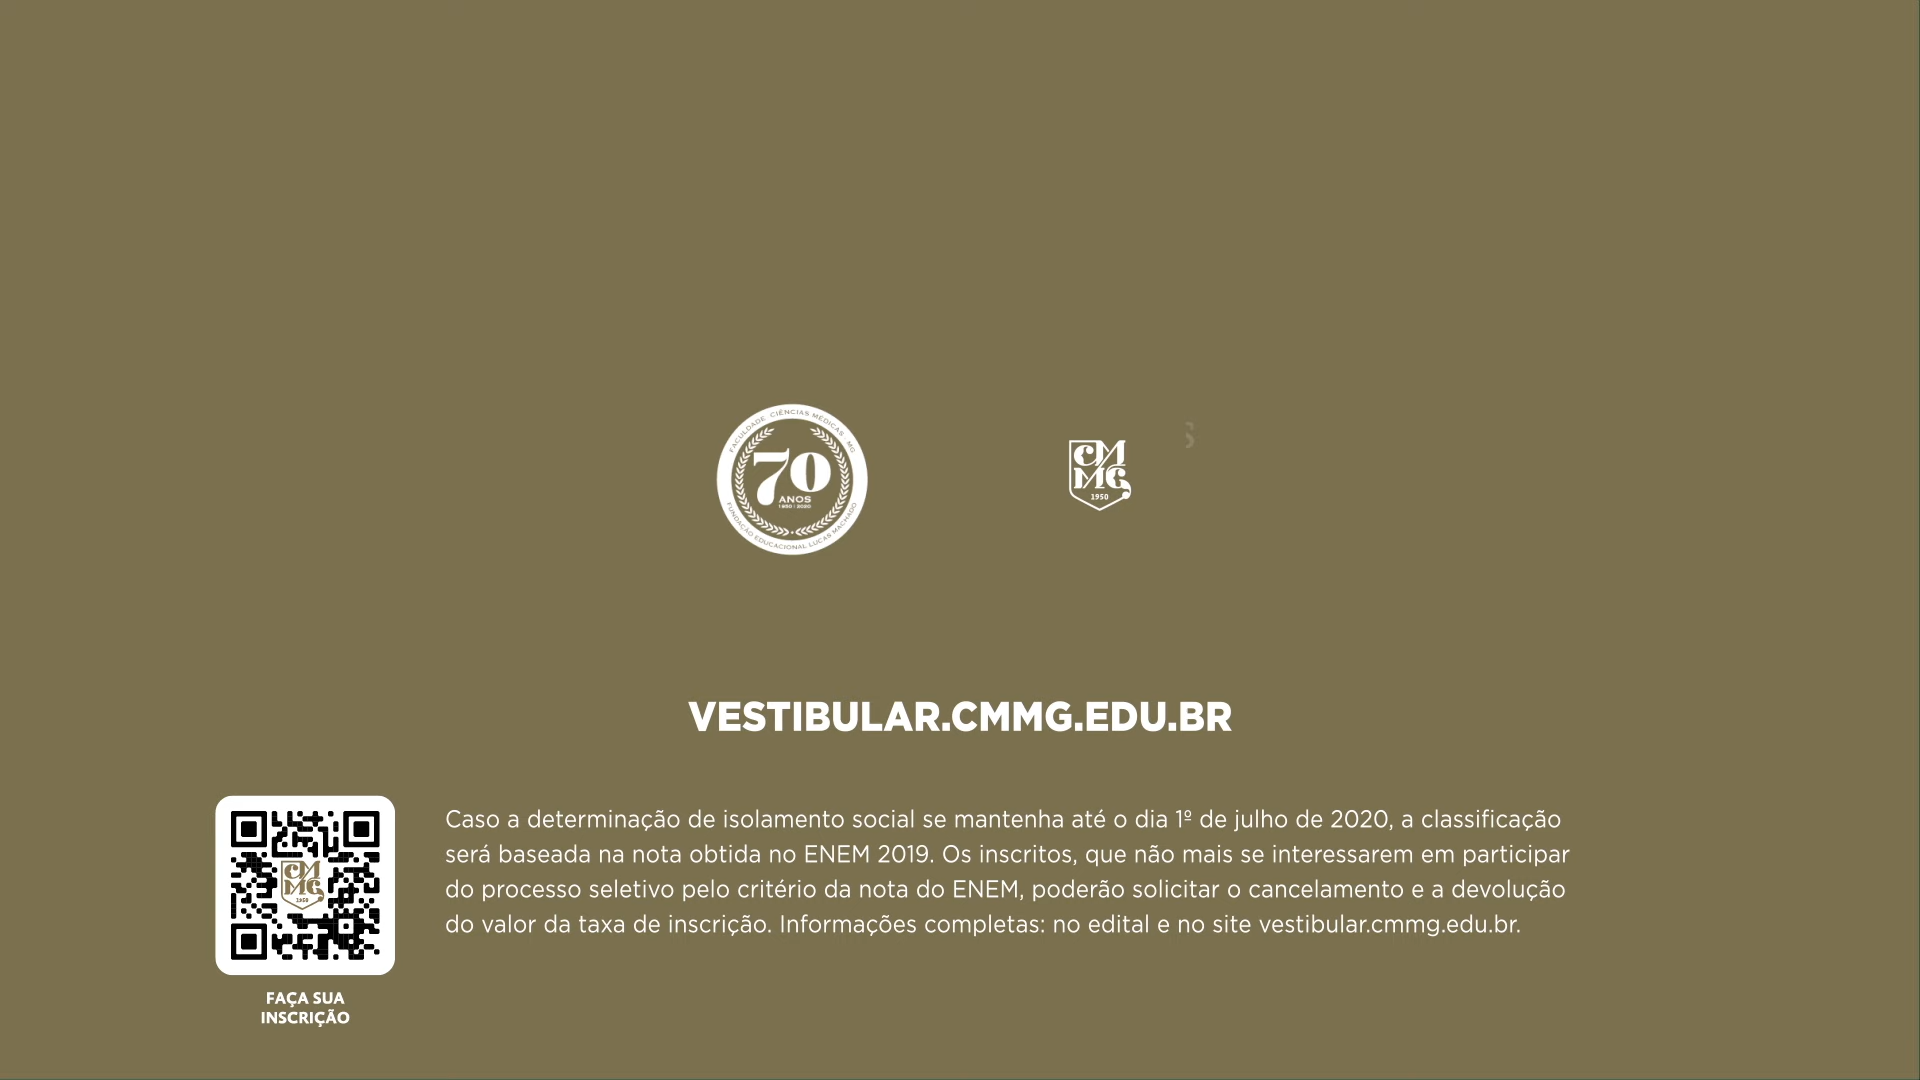 FACULDADE CIÊNCIAS MÉDICAS MG
70
ANOS
1950 | 2020
FUNDAÇÃO EDUCACIONAL LUCAS MACHADO
CM
MG
1950
S
VESTIBULAR.CMMG.EDU.BR
CM
MG
1950
Caso a determinação de isolamento social se mantenha até o dia 1º de julho de 2020, a classificação
será baseada na nota obtida no ENEM 2019. Os inscritos, que não mais se interessarem em participar
do processo seletivo pelo critério da nota do ENEM, poderão solicitar o cancelamento e a devolução
do valor da taxa de inscrição. Informações completas: no edital e no site vestibular.cmmg.edu.br.
FAÇA SUA
INSCRIÇÃO